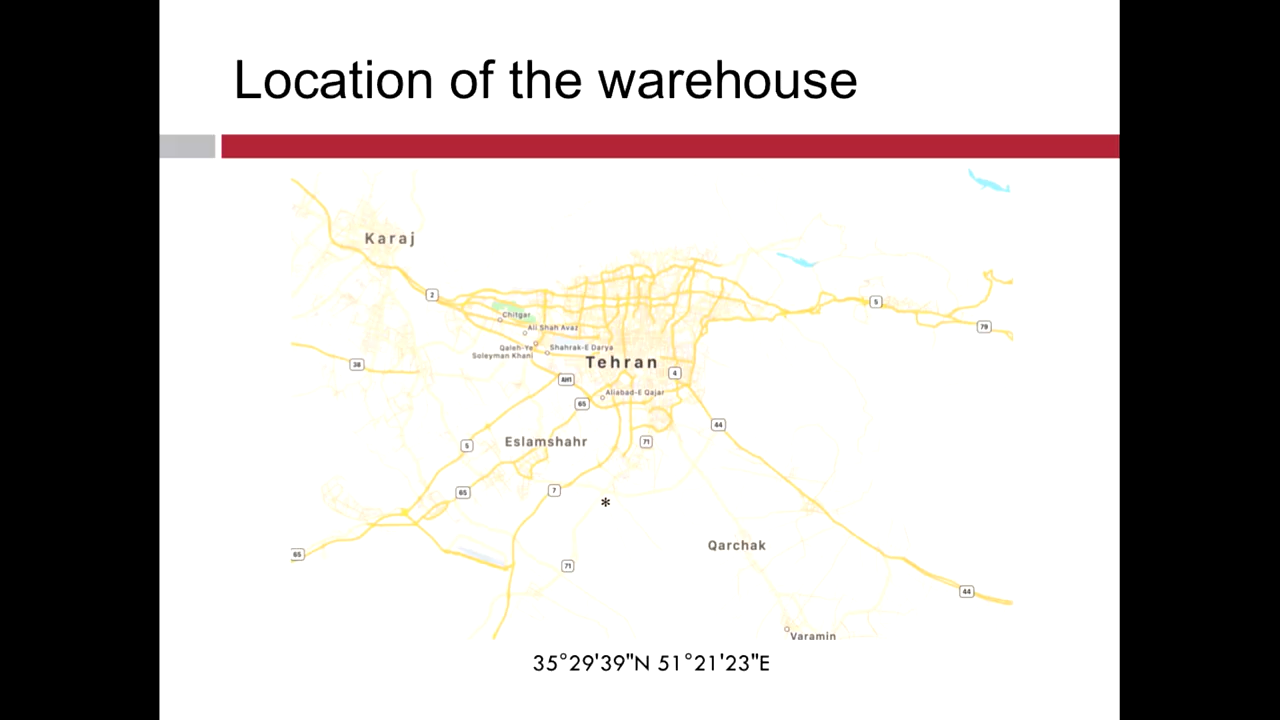 Location of the warehouse
Karaj
2
5
79
Chitgar
Ali Shah Avaz
Qaleh-Ye
Soleyman Khani
Shahrak-E Darya
Tehran
38
4
AH1
Aliabad-E Qajar
65
44
Eslamshahr
71
5
65
7
*
Qarchak
65
71
44
Varamin
35°29'39"N 51°21'23"E